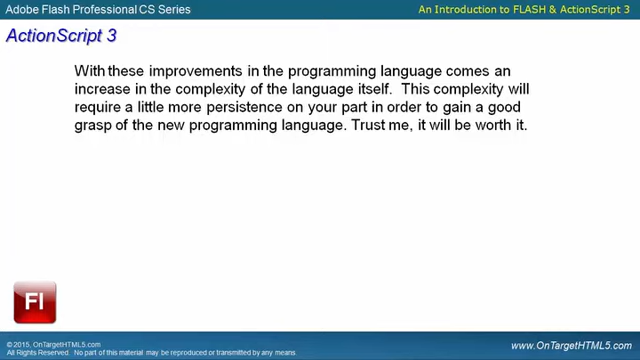 Adobe Flash Professional CS Series
An Introduction to FLASH & ActionScript 3
ActionScript 3
With these improvements in the programming language comes an
increase in the complexity of the language itself.  This complexity will
require a little more persistence on your part in order to gain a good
grasp of the new programming language. Trust me, it will be worth it.
Fl
© 2015, OnTargetHTML5.com.
All Rights Reserved.  No part of this material may be reproduced or transmitted by any means.
www.OnTargetHTML5.com